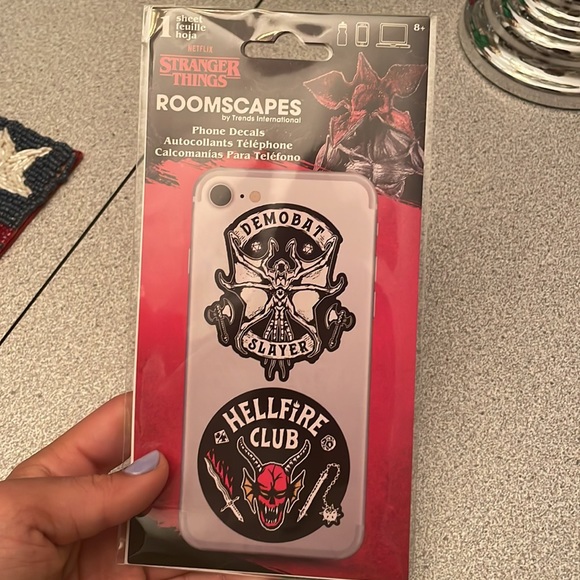 1 sheet
feuille
hoja
8+
NETFLIX
STRANGER
THINGS
ROOMSCAPES
by Trends International
Phone Decals
Autocollants Téléphone
Calcomanías Para Teléfono
DEMOBAT
SLAYER
HELLFIRE
CLUB